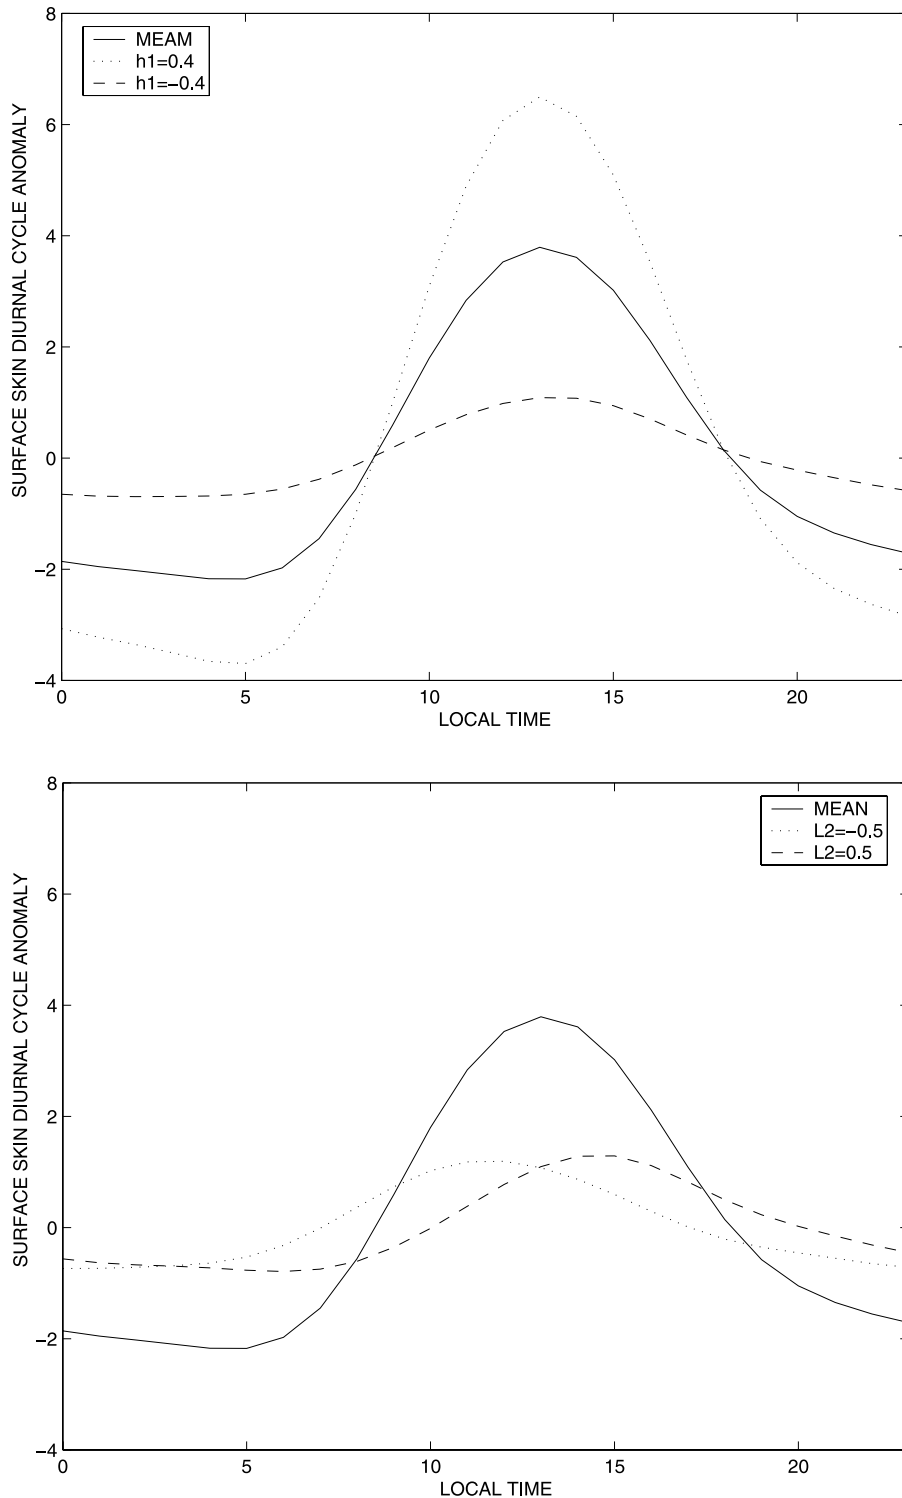 8
6
4
2
0
−2
−4
SURFACE SKIN DIURNAL CYCLE ANOMALY
MEAM
h1=0.4
h1=−0.4
0 5 10 15 20
LOCAL TIME
8
6
4
2
0
−2
−4
SURFACE SKIN DIURNAL CYCLE ANOMALY
MEAN
L2=−0.5
L2=0.5
0 5 10 15 20
LOCAL TIME